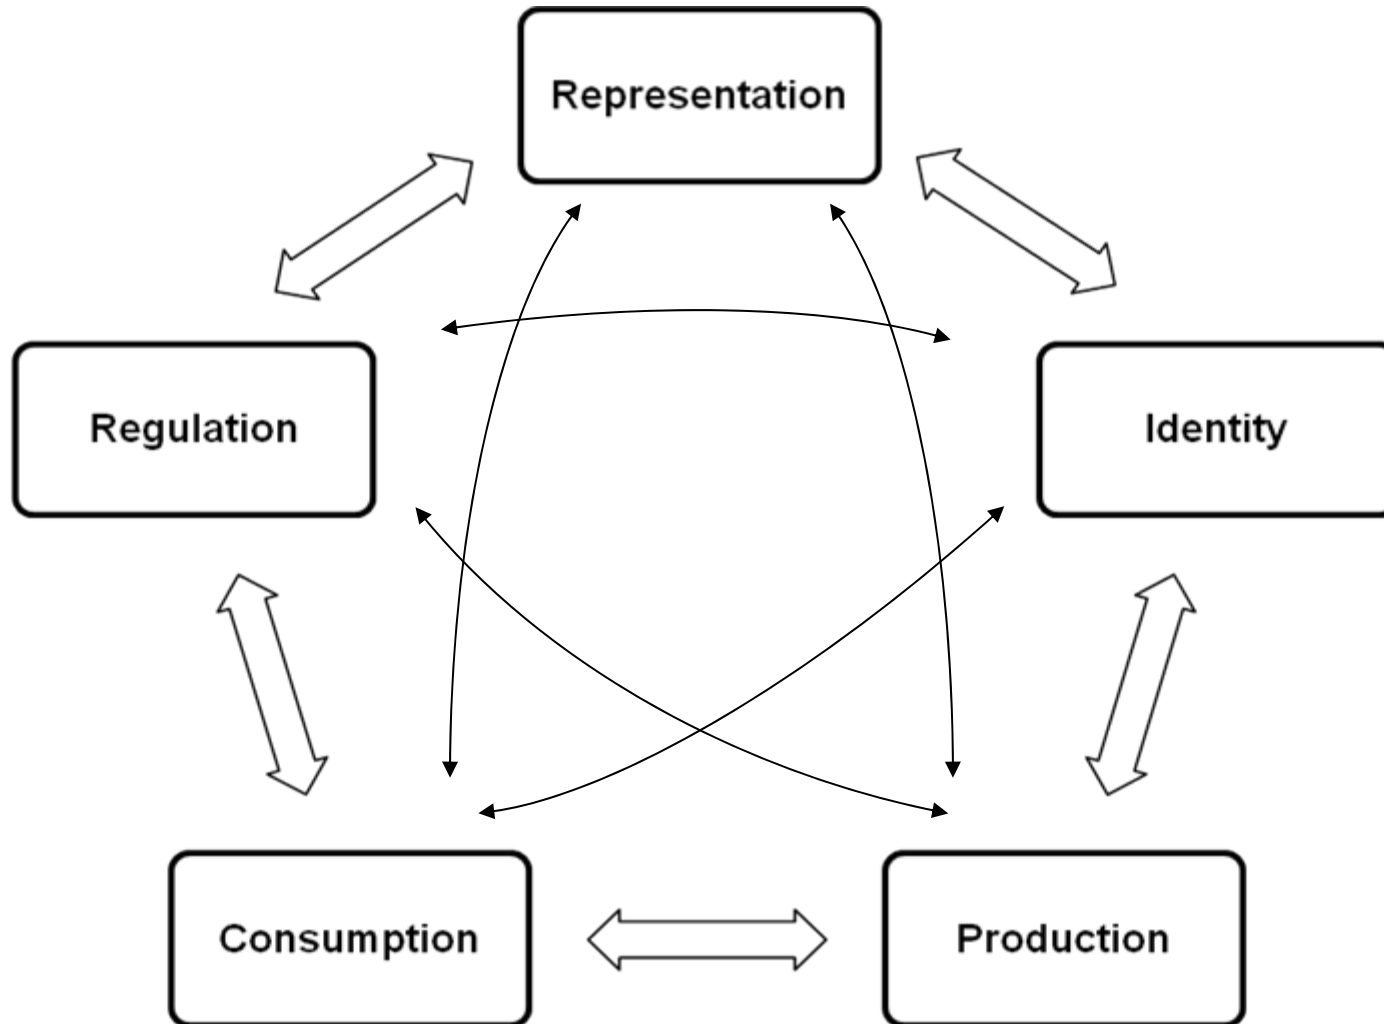 Representation
Regulation
Identity
Consumption
Production